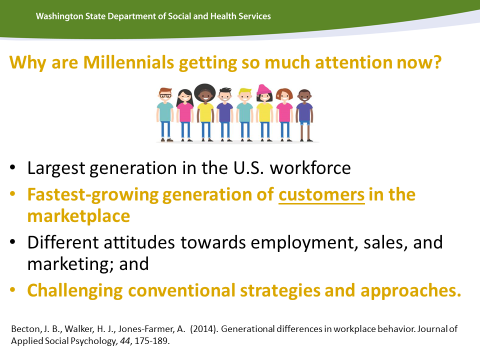 Washington State Department of Social and Health Services
Why are Millennials getting so much attention now?
• Largest generation in the U.S. workforce
• Fastest-growing generation of customers in the
marketplace
• Different attitudes towards employment, sales, and
marketing; and
• Challenging conventional strategies and approaches.
Becton, J. B., Walker, H. J., Jones-Farmer, A. (2014). Generational differences in workplace behavior. Journal of
Applied Social Psychology, 44, 175-189.